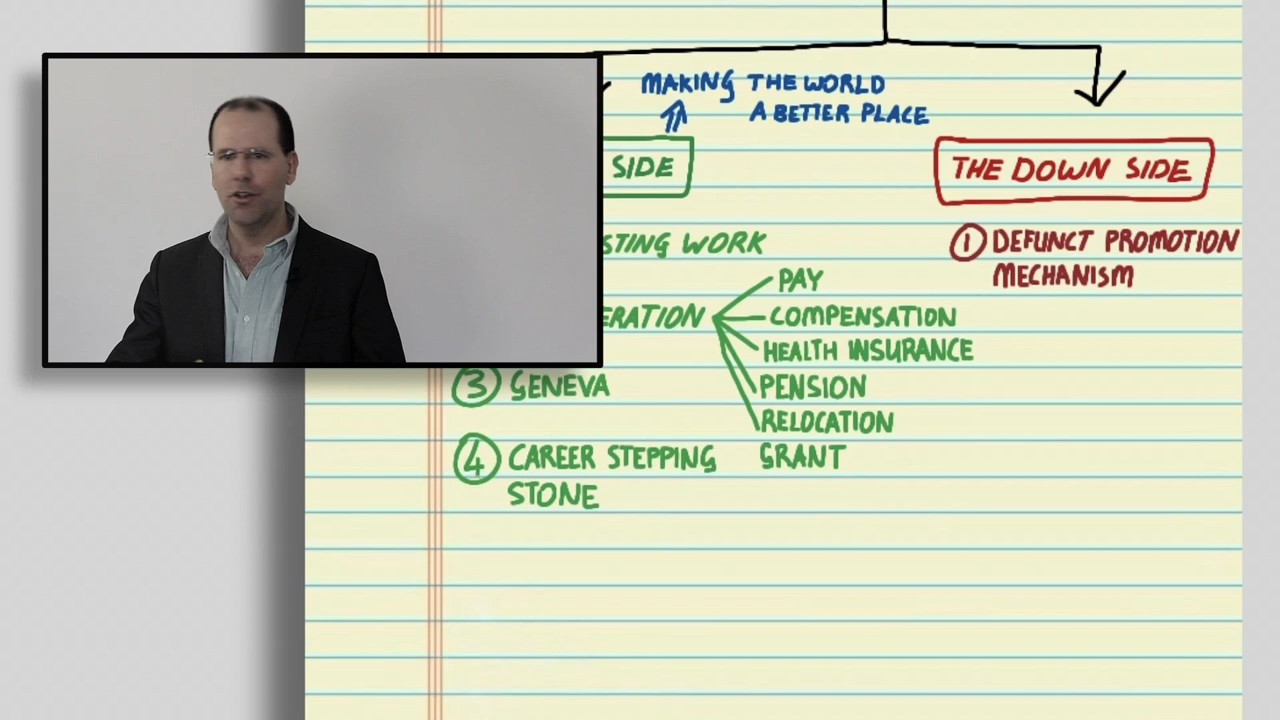 MAKING THE WORLD
A BETTER PLACE
SIDE
THE DOWN SIDE
STING WORK
① DEFUNCT PROMOTION
MECHANISM
PAY
ERATION
COMPENSATION
HEALTH INSURANCE
③ GENEVA
PENSION
RELOCATION
GRANT
④ CAREER STEPPING
STONE